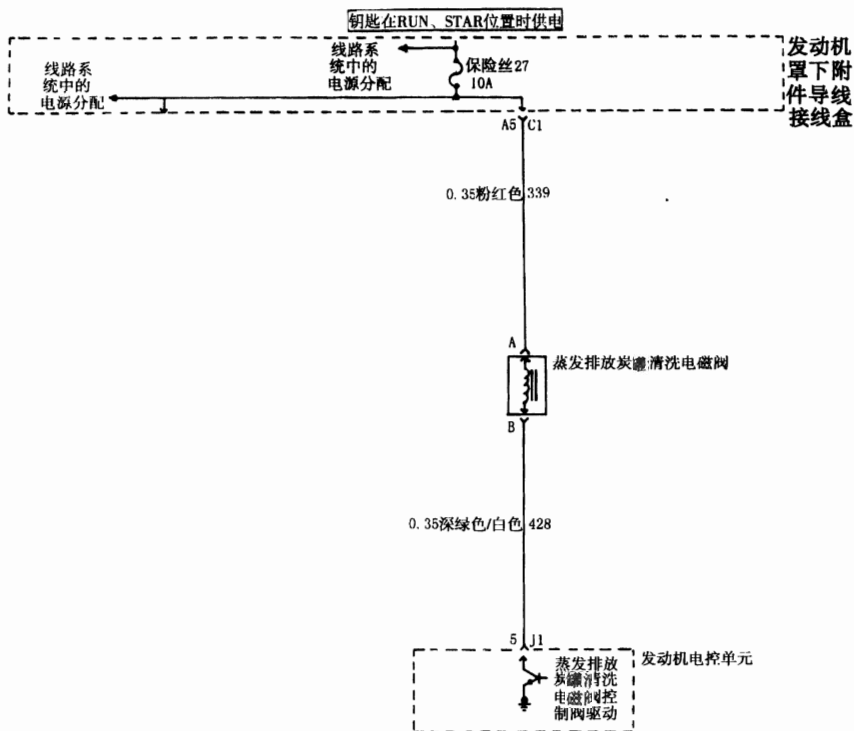 钥匙在RUN、STAR位置时供电
线路系
统中的
电源分配
线路系
统中的
电源分配
保险丝27
10A
发动机
罩下附
件导线
接线盒
A5 C1
0.35粉红色 339
A
蒸发排放炭罐清洗电磁阀
B
0.35深绿色/白色 428
5 J1
发动机电控单元
蒸发排放
炭罐清洗
电磁阀控
制阀驱动